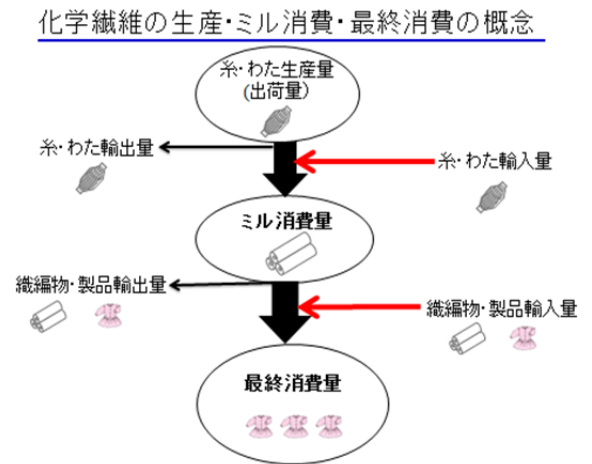 化学繊維の生産・ミル消費・最終消費の概念
糸・わた生産量
(出荷量)
糸・わた輸出量
糸・わた輸入量
ミル消費量
織編物・製品輸出量
織編物・製品輸入量
最終消費量